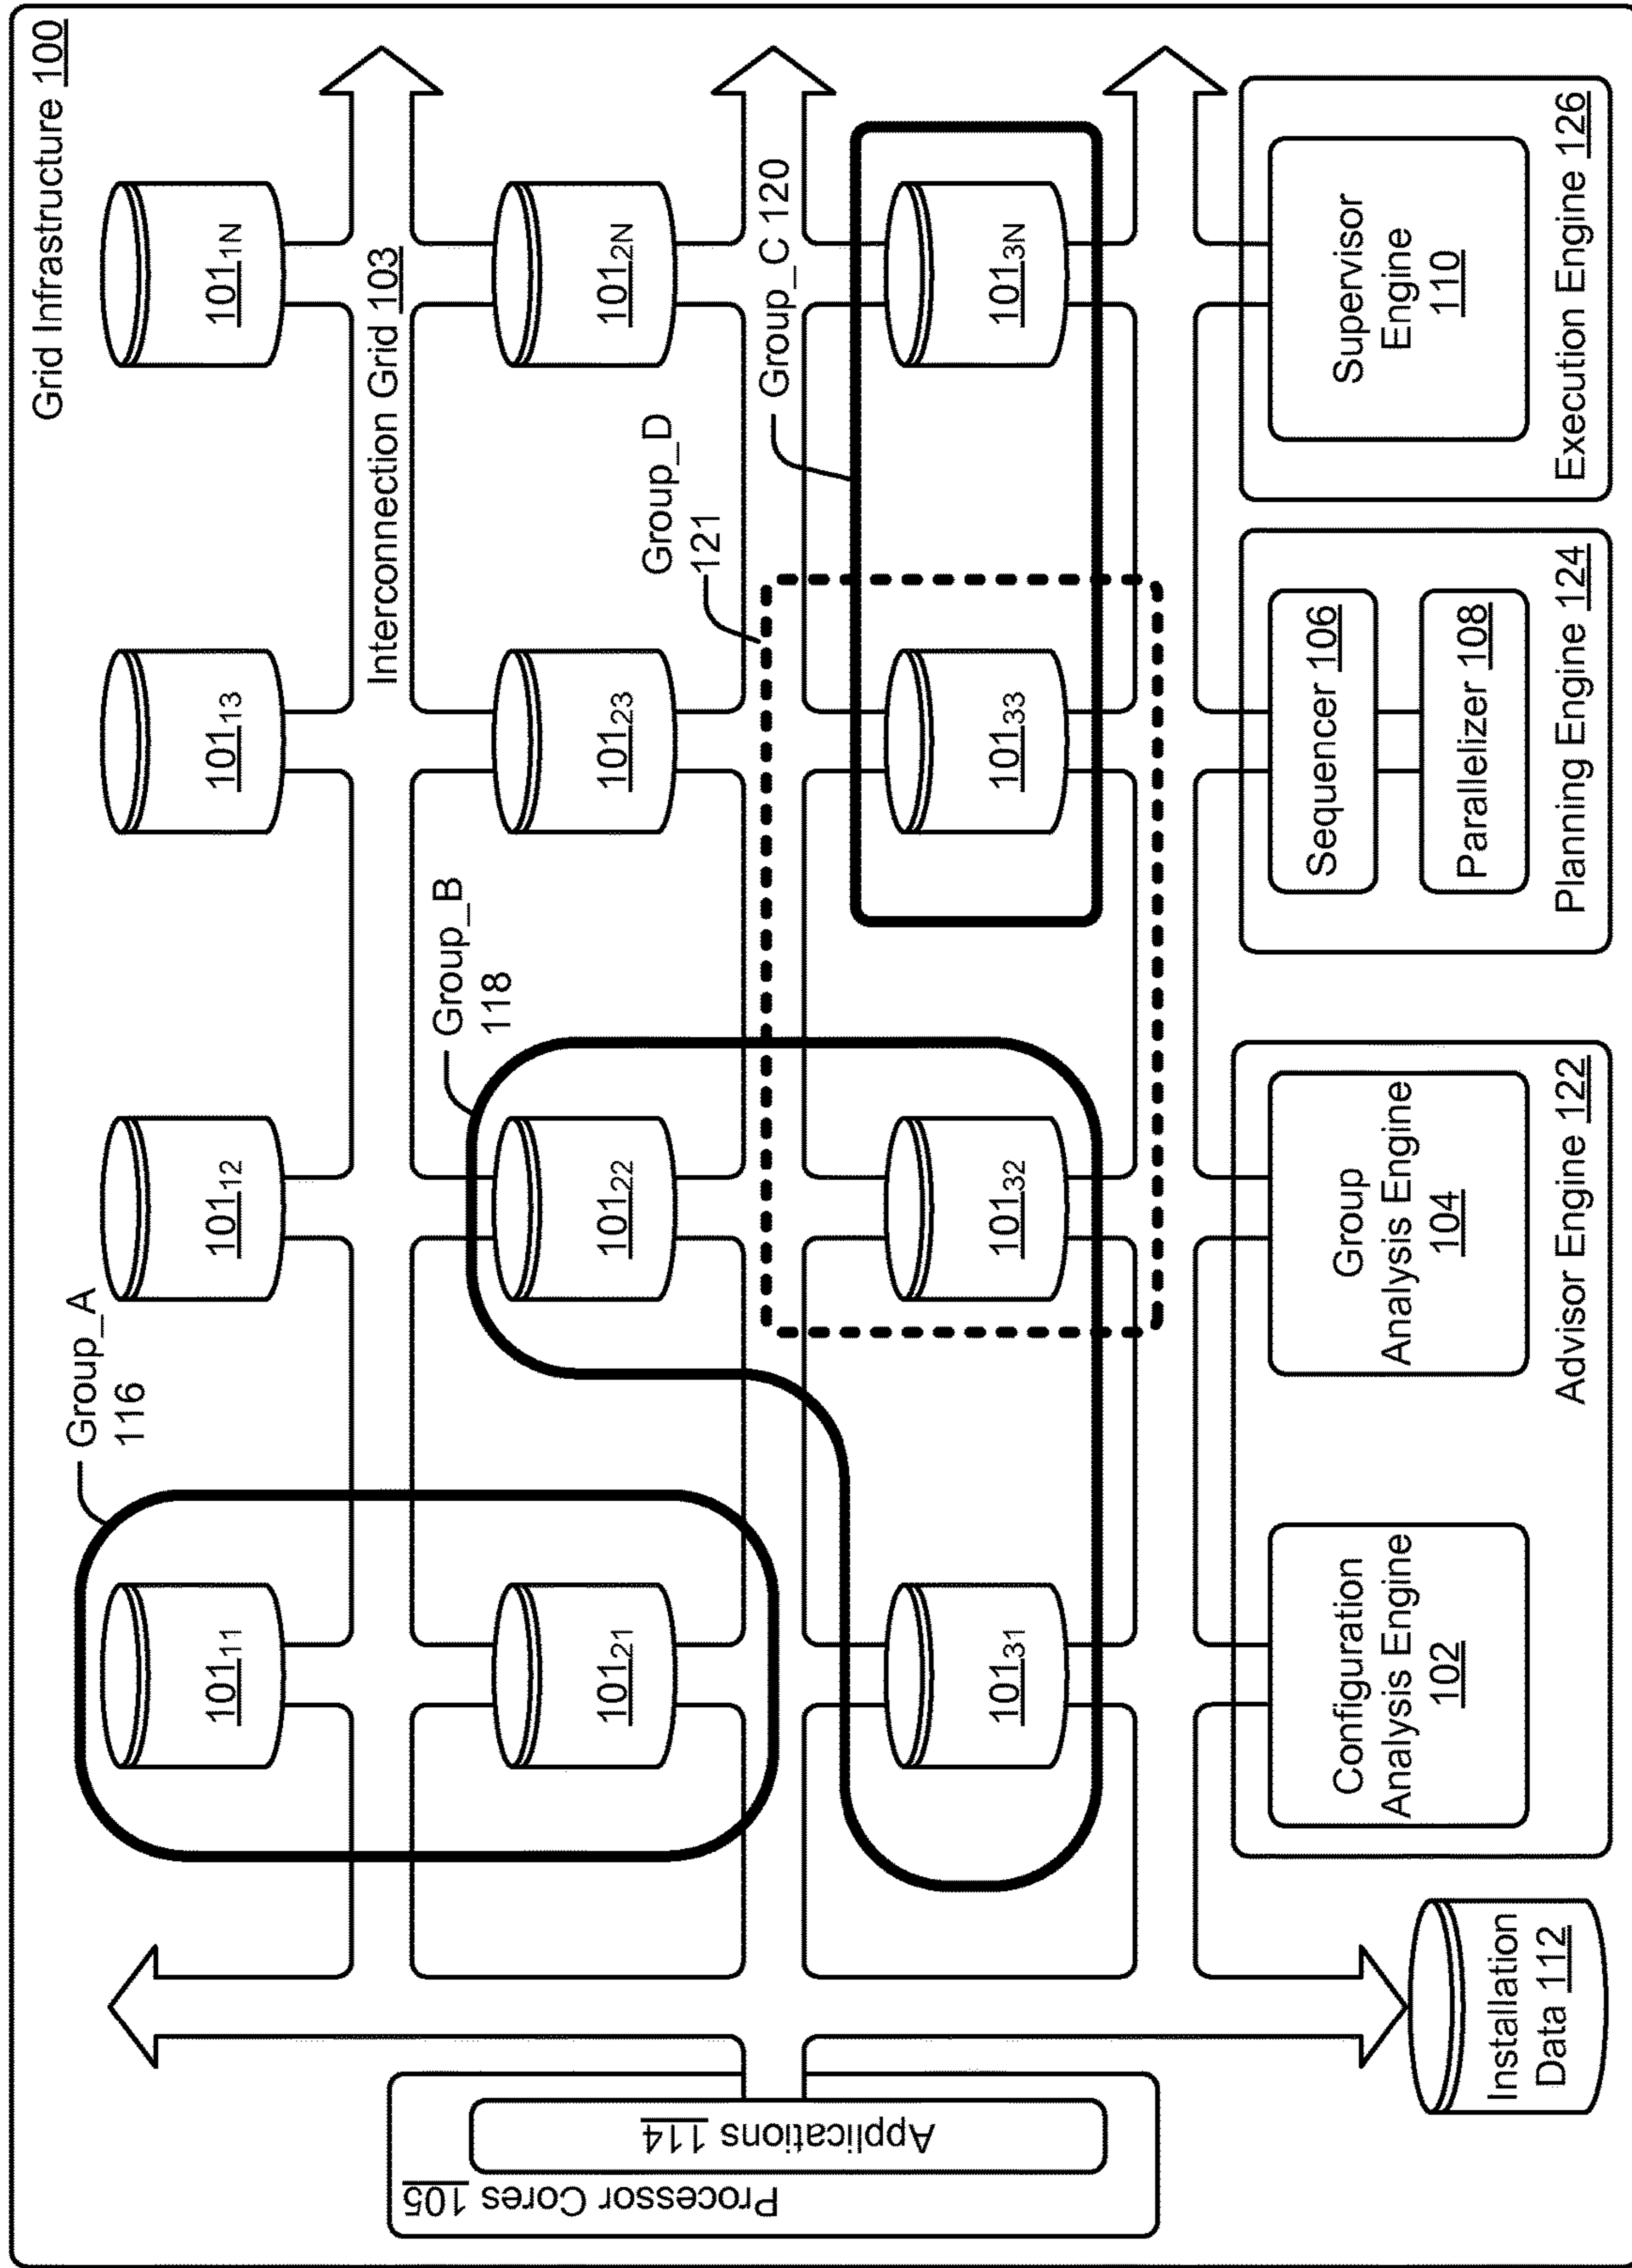 Grid Infrastructure 100
Group_A
116
101₁₁
101₁₂
101₁₃
101₁N
Interconnection Grid 103
Group_B
118
101₂₁
101₂₂
101₂₃
101₂N
Group_D
121
Group_C 120
101₃₁
101₃₂
101₃₃
101₃N
Processor Cores 105
Applications 114
Installation
Data 112
Configuration
Analysis Engine
102
Group
Analysis Engine
104
Advisor Engine 122
Sequencer 106
Parallelizer 108
Planning Engine 124
Supervisor
Engine
110
Execution Engine 126